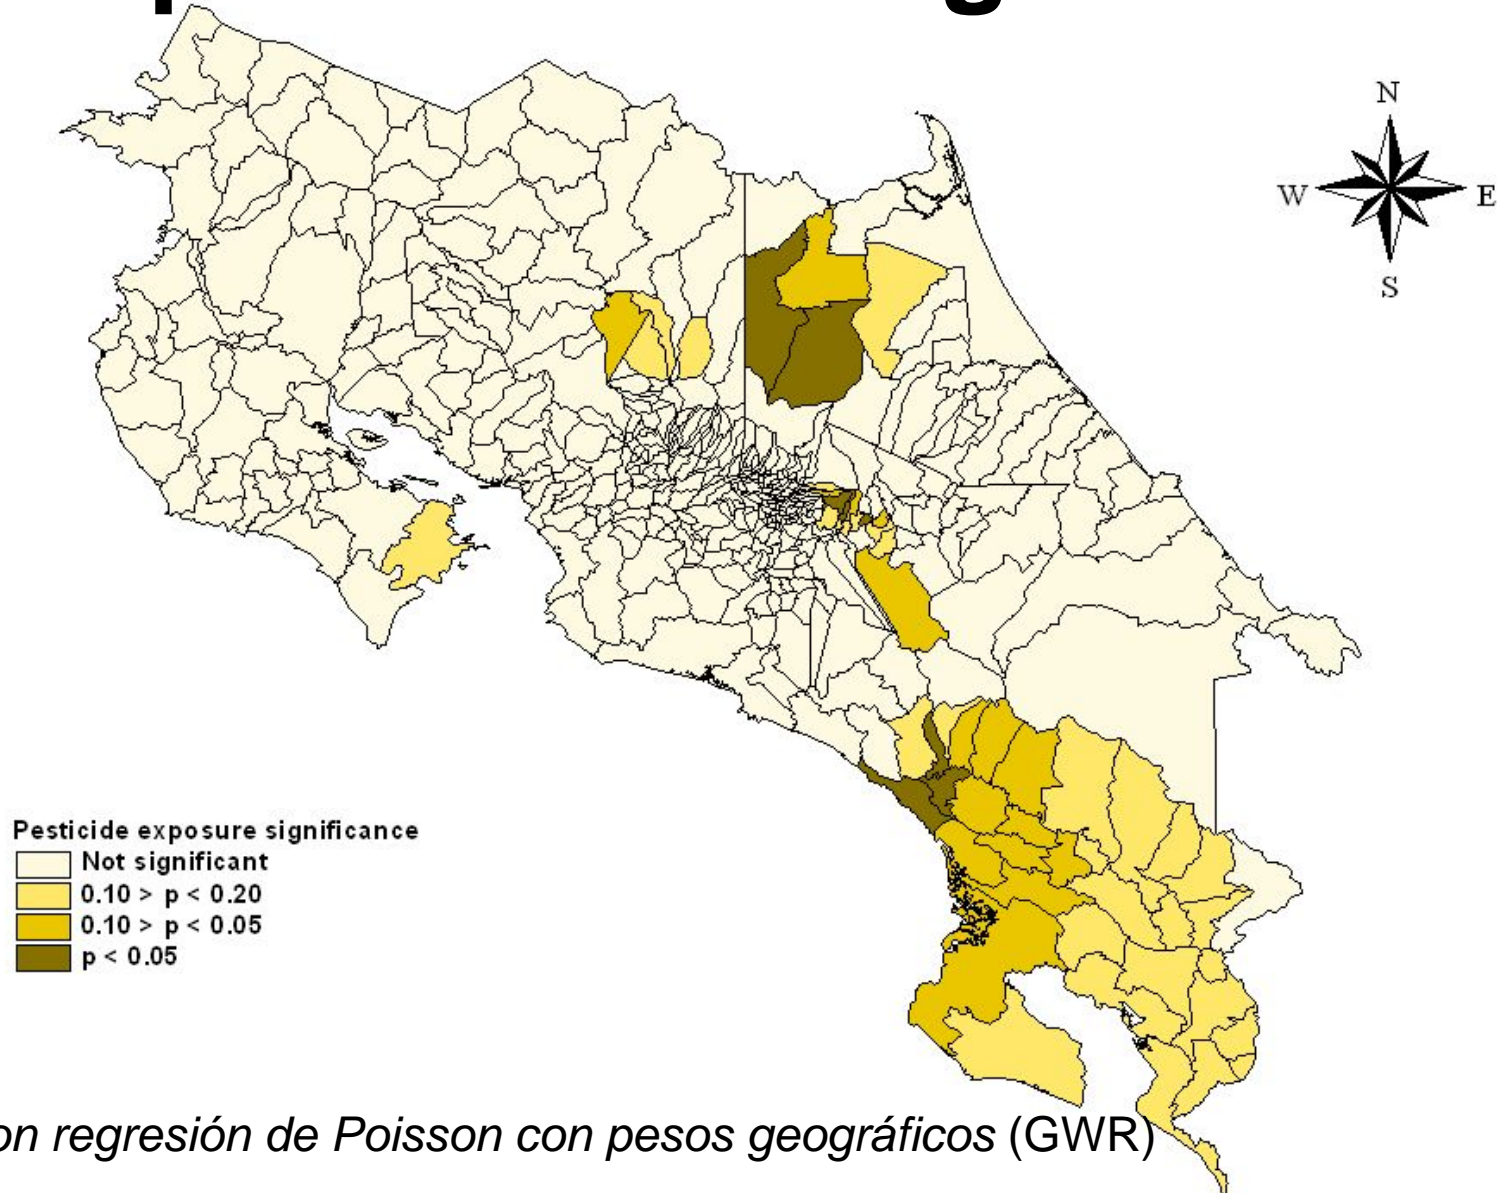 N
W E
S
Pesticide exposure significance
Not significant
0.10 > p < 0.20
0.10 > p < 0.05
p < 0.05
on regresión de Poisson con pesos geográficos (GWR)